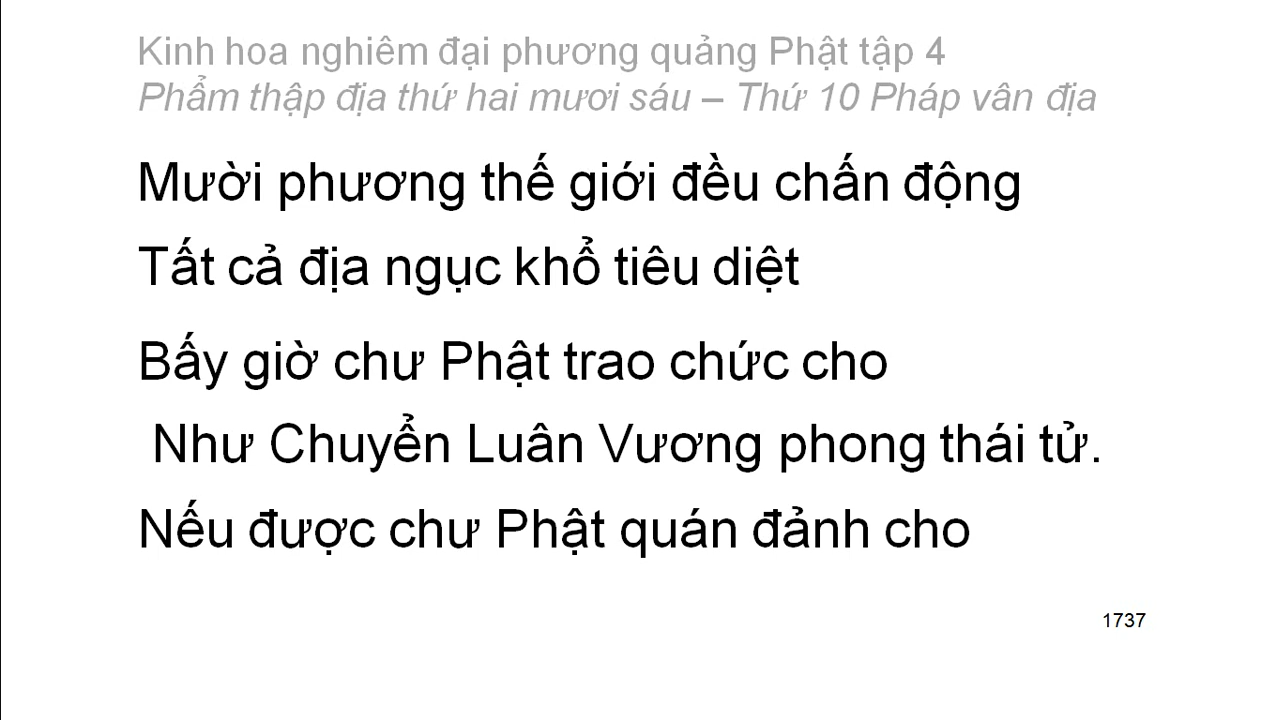 Kinh hoa nghiêm đại phương quảng Phật tập 4
Phẩm thập địa thứ hai mươi sáu – Thứ 10 Pháp vân địa
Mười phương thế giới đều chấn động
Tất cả địa ngục khổ tiêu diệt
Bấy giờ chư Phật trao chức cho
Như Chuyển Luân Vương phong thái tử.
Nếu được chư Phật quán đảnh cho
1737